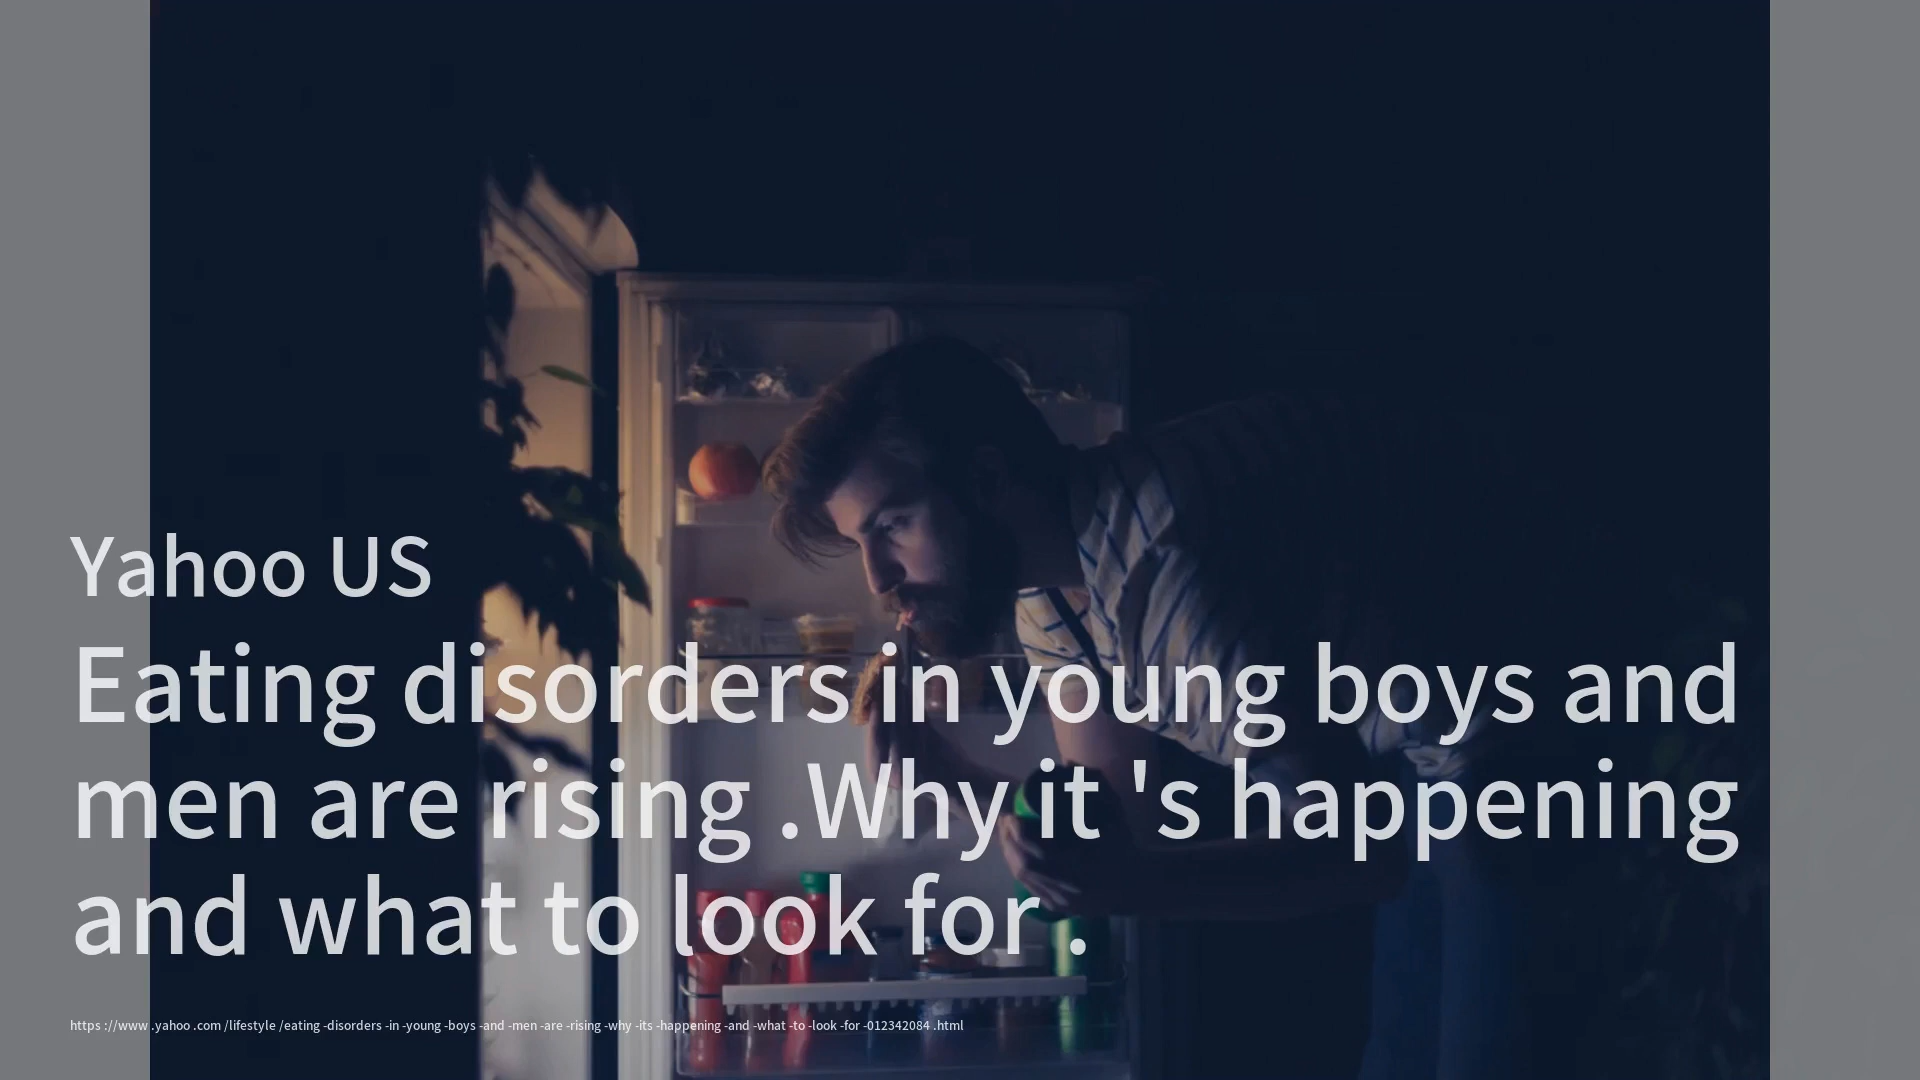 Yahoo US
Eating disorders in young boys and
men are rising .Why it 's happening
and what to look for .
https ://www .yahoo .com /lifestyle /eating -disorders -in -young -boys -and -men -are -rising -why -its -happening -and -what -to -look -for -012342084 .html